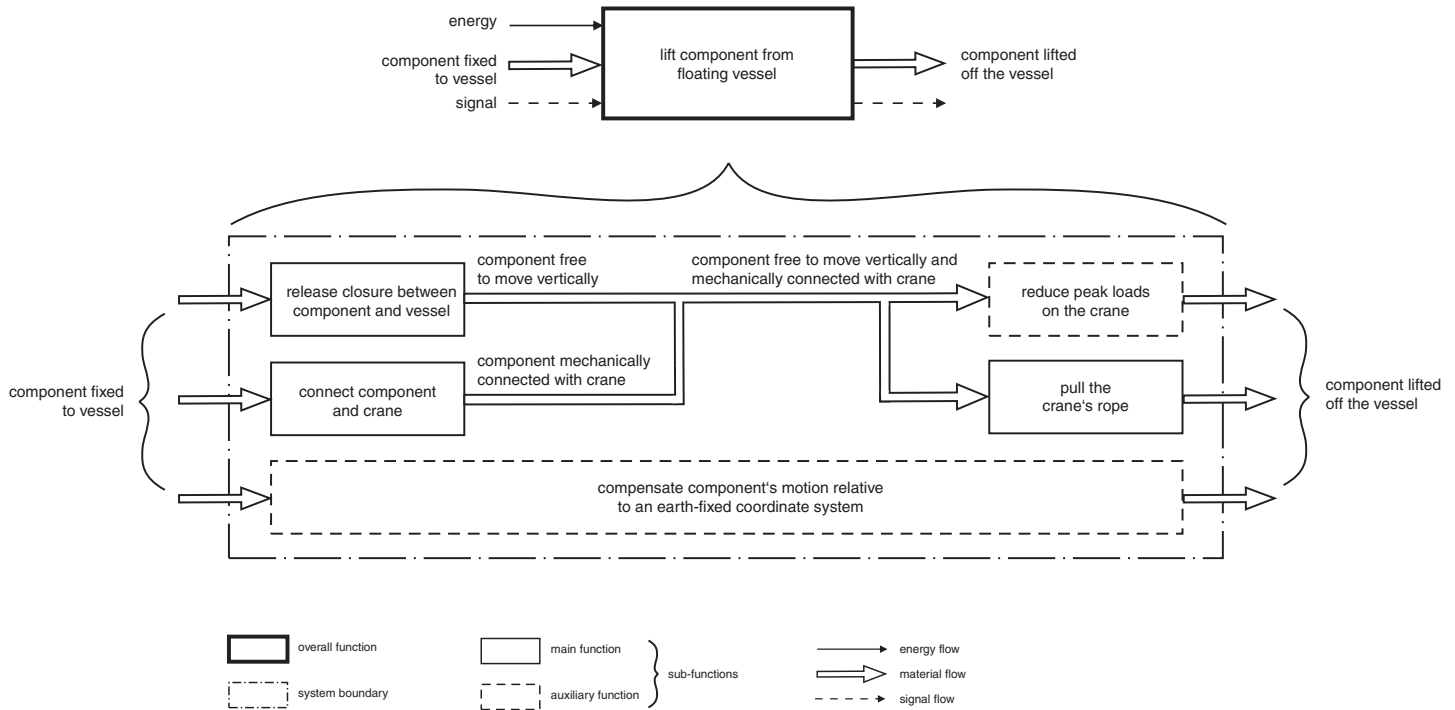 energy
component fixed
to vessel
signal
lift component from
floating vessel
component lifted
off the vessel
component free
to move vertically
component free to move vertically and
mechanically connected with crane
release closure between
component and vessel
reduce peak loads
on the crane
component mechanically
connected with crane
component fixed
to vessel
connect component
and crane
pull the
crane‘s rope
component lifted
off the vessel
compensate component‘s motion relative
to an earth-fixed coordinate system
overall function
main function
energy flow
sub-functions
material flow
system boundary
auxiliary function
signal flow